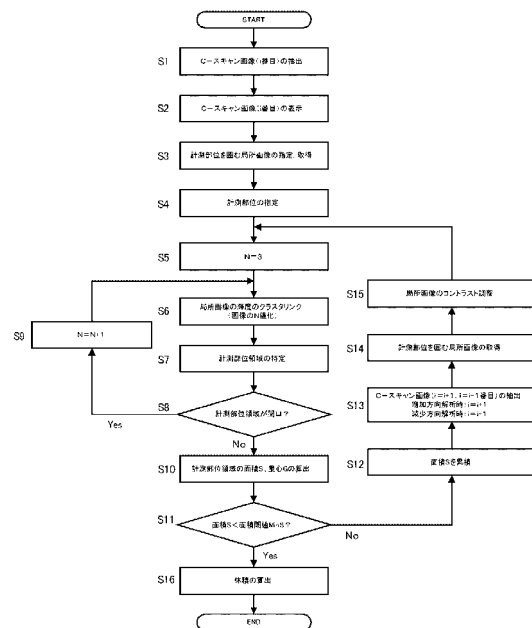 START
S1
C-スキャン画像(i番目)の抽出
S2
C-スキャン画像(i番目)の表示
S3
計測部位を囲む局所画像の指定、取得
S4
計測部位の指定
S5
N=3
S6
局所画像の輝度のクラスタリング
(画像のN値化)
S9
N=N+1
S7
計測部位領域の特定
S8
計測部位領域が開口?
Yes
No
S10
計測部位領域の面積S、重心Gの算出
S11
面積S<面積閾値MinS?
Yes
No
S16
体積の算出
END
S12
面積Sを累積
S13
C-スキャン画像(i=i+1、i=i-1番目)の抽出
増加方向解析時:i=i+1
減少方向解析時:i=i-1
S14
計測部位を囲む局所画像の取得
S15
局所画像のコントラスト調整